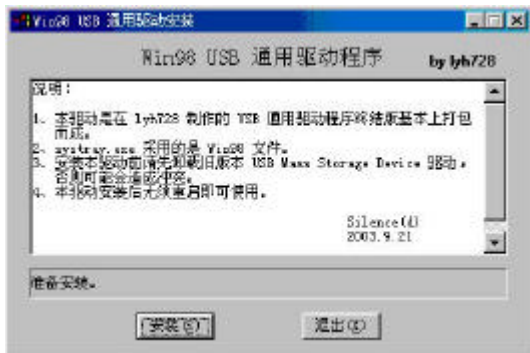 Win98 USB 通用驱动安装
Win98 USB 通用驱动程序
by lyh728
说明：
1、本驱动是在 lyh728 制作的 USB 通用驱动程序终结版基本上打包
而成。
2、systray.exe 采用的是 Win98 文件。
3、安装本驱动前请先卸载旧版本 USB Mass Storage Device 驱动。
否则可能会造成冲突。
4、本驱动安装后无须重启即可使用。
Silence(d)
2003.9.21
准备安装。
安装
退出(X)